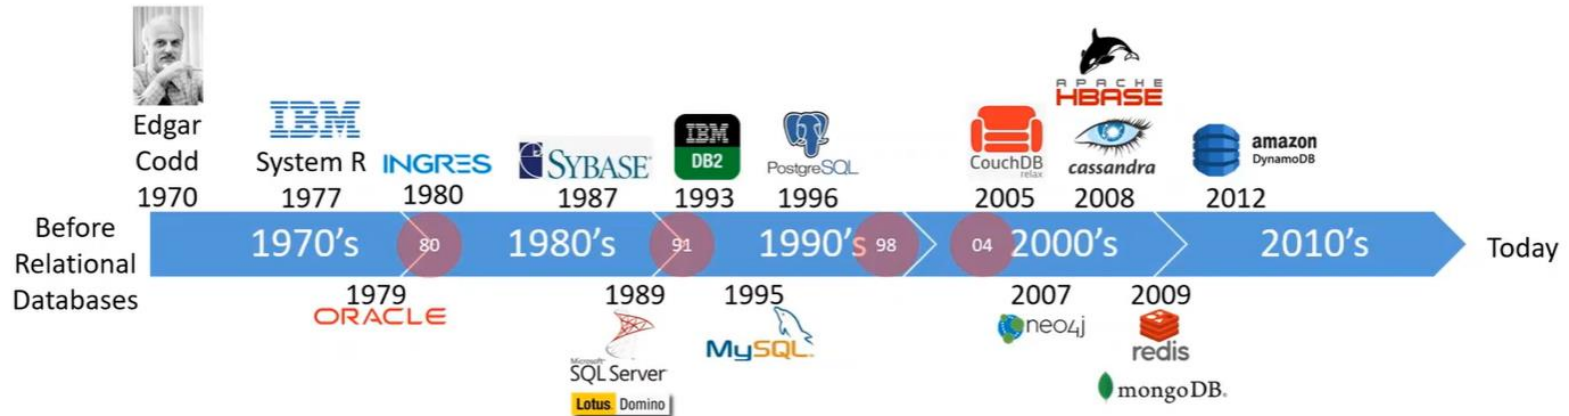 Edgar
Codd
1970
IBM
System R
1977
INGRES
1980
SYBASE
1987
IBM
DB2
1993
PostgreSQL
1996
CouchDB
relax
2005
APACHE
HBASE
cassandra
2008
amazon
DynamoDB
2012
Before
Relational
Databases
1970's
80
1980's
91
1990's
98
04
2000's
2010's
Today
1979
ORACLE
1989
Microsoft
SQL Server
Lotus Domino
1995
MySQL
2007
neo4j
2009
redis
mongoDB.